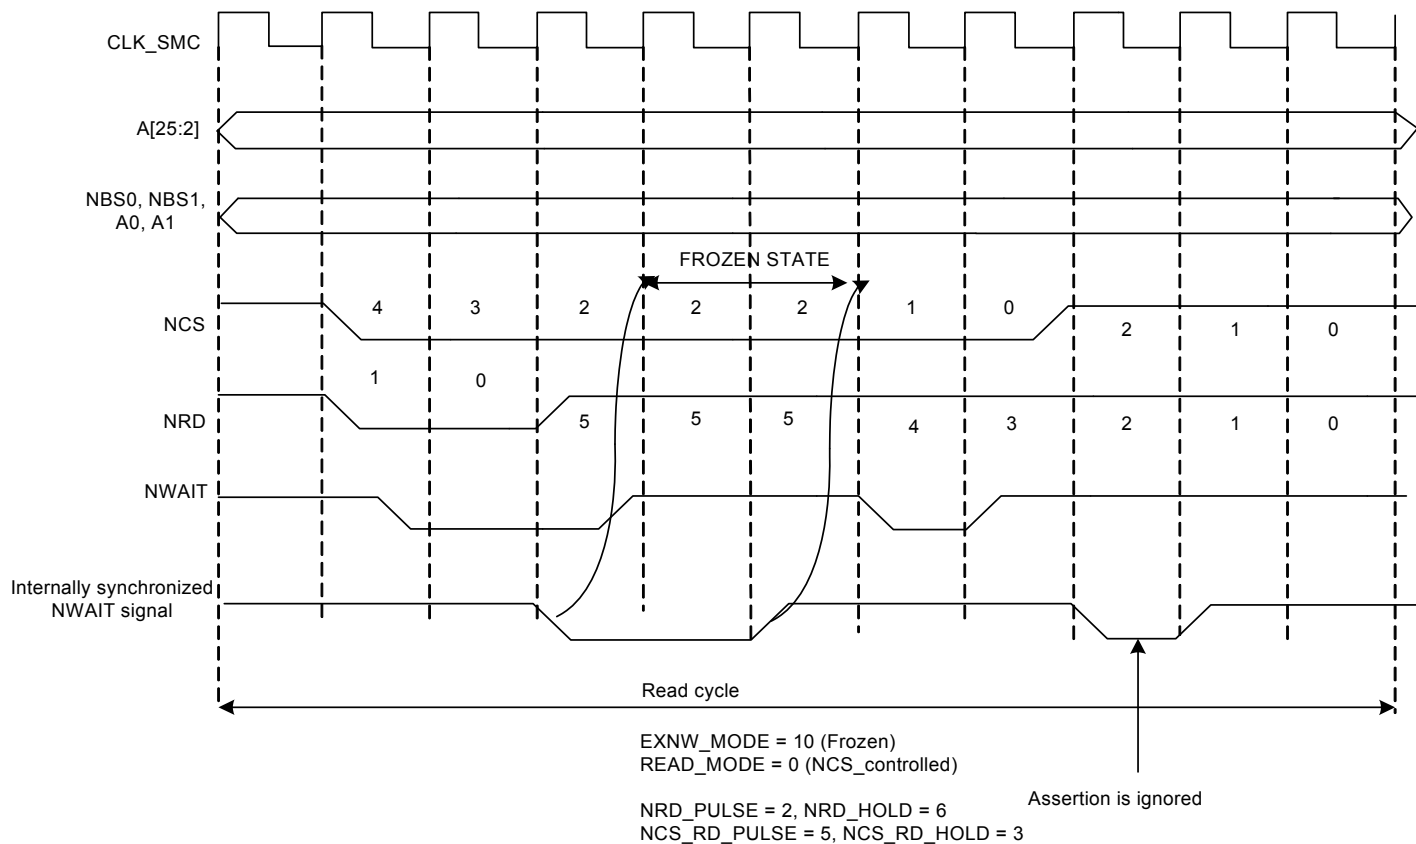 CLK_SMC
A[25:2]
NBS0, NBS1,
A0, A1
FROZEN STATE
4 3 2 2 2 1 0
NCS
2 1 0
1 0
NRD
5 5 5 4 3 2 1 0
NWAIT
Internally synchronized
NWAIT signal
Read cycle
EXNW_MODE = 10 (Frozen)
READ_MODE = 0 (NCS_controlled)
Assertion is ignored
NRD_PULSE = 2, NRD_HOLD = 6
NCS_RD_PULSE = 5, NCS_RD_HOLD = 3